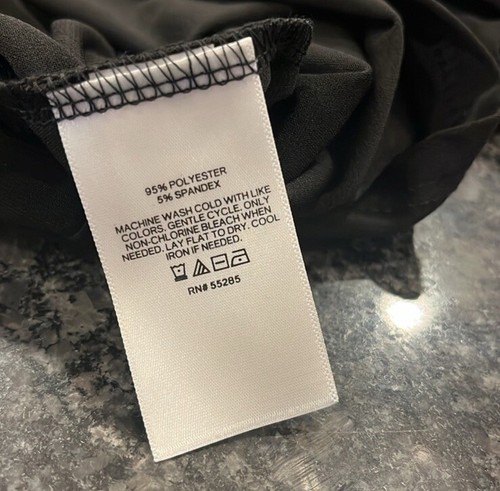 95% POLYESTER
5% SPANDEX
MACHINE WASH COLD WITH LIKE
COLORS. GENTLE CYCLE. ONLY
NON-CHLORINE BLEACH WHEN
NEEDED. LAY FLAT TO DRY. COOL
IRON IF NEEDED.
RN# 55285